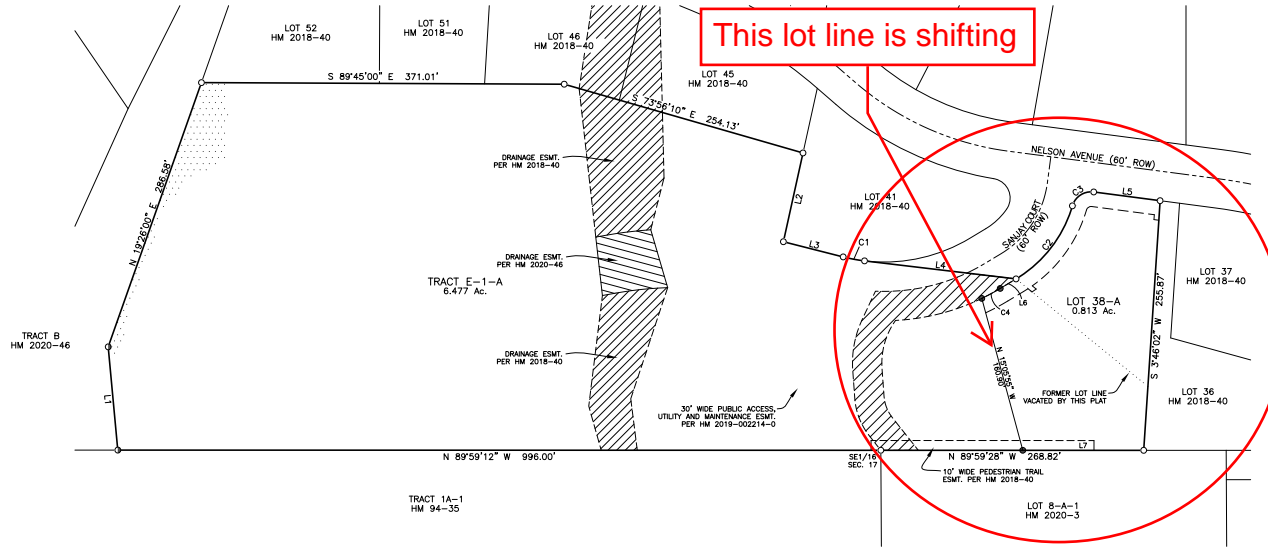 LOT 52
HM 2018-40
LOT 51
HM 2018-40
LOT 46
HM 2018-40
This lot line is shifting
LOT 45
HM 2018-40
S 89°45'00" E 371.01'
S 73°56'10" E 254.13'
DRAINAGE ESMT.
PER HM 2018-40
NELSON AVENUE (60' ROW)
N 19°26'00" E 286.58'
L2
LOT 41
HM 2018-40
C3
L5
SANJAY COURT
(60' ROW)
C2
L3
C1
L4
DRAINAGE ESMT.
PER HM 2020-46
LOT 37
HM 2018-40
TRACT E-1-A
6.477 Ac.
L6
C4
LOT 38-A
0.813 Ac.
S 3°46'02" W 255.87'
TRACT B
HM 2020-46
DRAINAGE ESMT.
PER HM 2018-40
N 15°05'55" W
180.90'
L1
FORMER LOT LINE
VACATED BY THIS PLAT
LOT 36
HM 2018-40
30' WIDE PUBLIC ACCESS,
UTILITY AND MAINTENANCE ESMT.
PER HM 2019-002214-0
L7
N 89°59'12" W 996.00'
SE1/16
SEC. 17
N 89°59'28" W 268.82'
10' WIDE PEDESTRIAN TRAIL
ESMT. PER HM 2018-40
TRACT 1A-1
HM 94-35
LOT 8-A-1
HM 2020-3